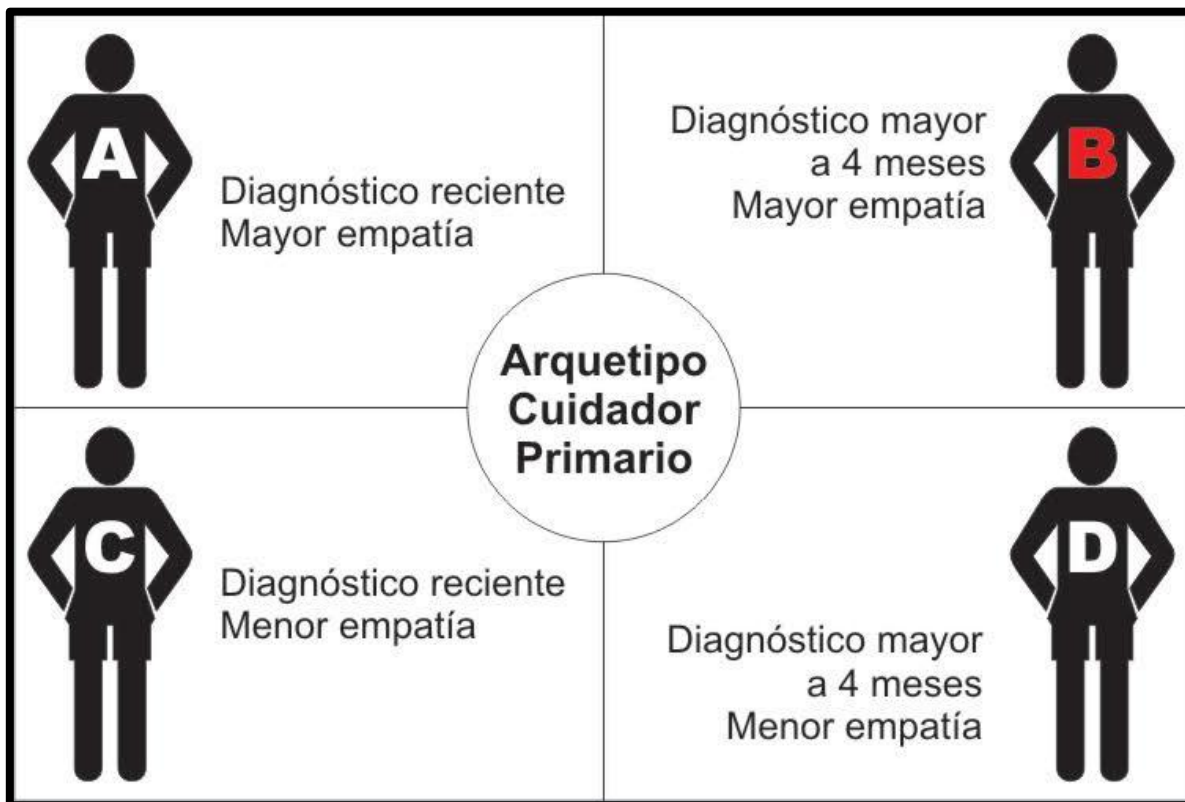 A
Diagnóstico reciente
Mayor empatía
Diagnóstico mayor
a 4 meses
Mayor empatía
B
Arquetipo
Cuidador
Primario
C
Diagnóstico reciente
Menor empatía
Diagnóstico mayor
a 4 meses
Menor empatía
D